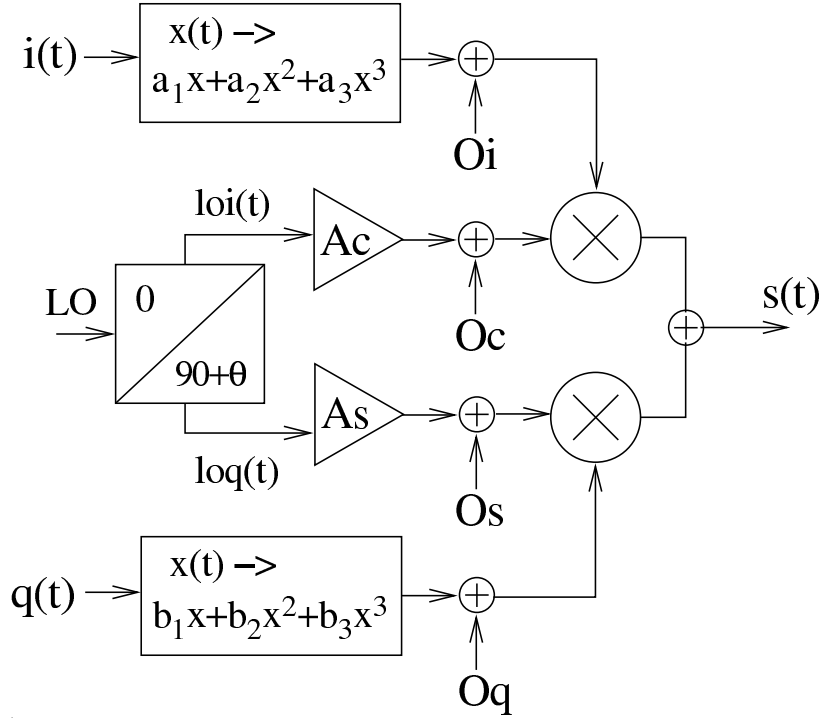 i(t)
x(t) −>
a₁x+a₂x²+a₃x³
Oi
loi(t)
Ac
LO
0
90+θ
Oc
s(t)
As
loq(t)
Os
q(t)
x(t) −>
b₁x+b₂x²+b₃x³
Oq